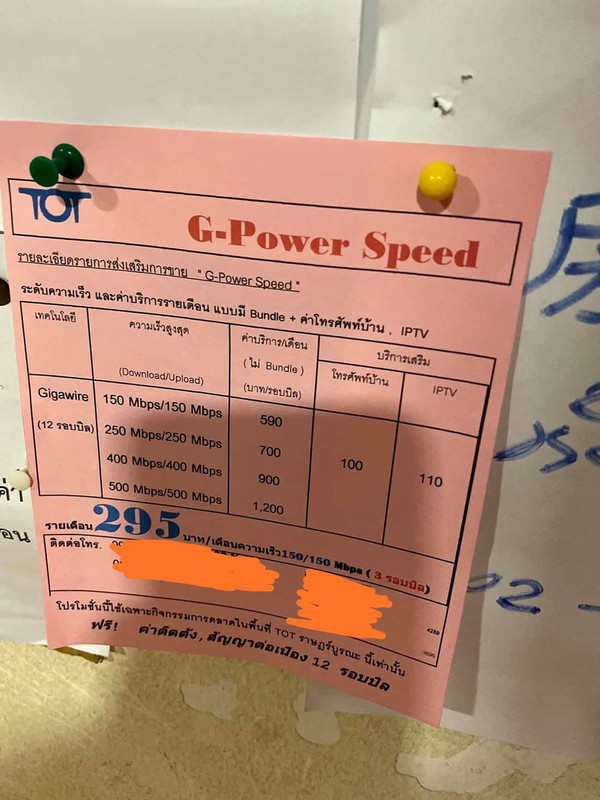 TOT
G-Power Speed
รายละเอียดรายการส่งเสริมการขาย "G-Power Speed"
ระดับความเร็ว และค่าบริการรายเดือน แบบมี Bundle + ค่าโทรศัพท์บ้าน , IPTV
เทคโนโลยี
ความเร็วสูงสุด
(Download/Upload)
ค่าบริการ/เดือน
(ไม่ Bundle)
(บาท/รอบบิล)
บริการเสริม
โทรศัพท์บ้าน
IPTV
Gigawire
(12 รอบบิล)
150 Mbps/150 Mbps 590
250 Mbps/250 Mbps 700
400 Mbps/400 Mbps 900
500 Mbps/500 Mbps 1,200
100
110
รายเดือน 295 บาท/เดือนความเร็ว150/150 Mbps ( 3 รอบบิล)
ติดต่อโทร.
4289
โปรโมชั่นนี้ใช้เฉพาะกิจกรรมการตลาดในพื้นที่ TOT ราษฎร์บูรณะ นี้เท่านั้น
ฟรี! ค่าติดตั้ง , สัญญาต่อเนื่อง 12 รอบบิล
ค่า
อน
02 -